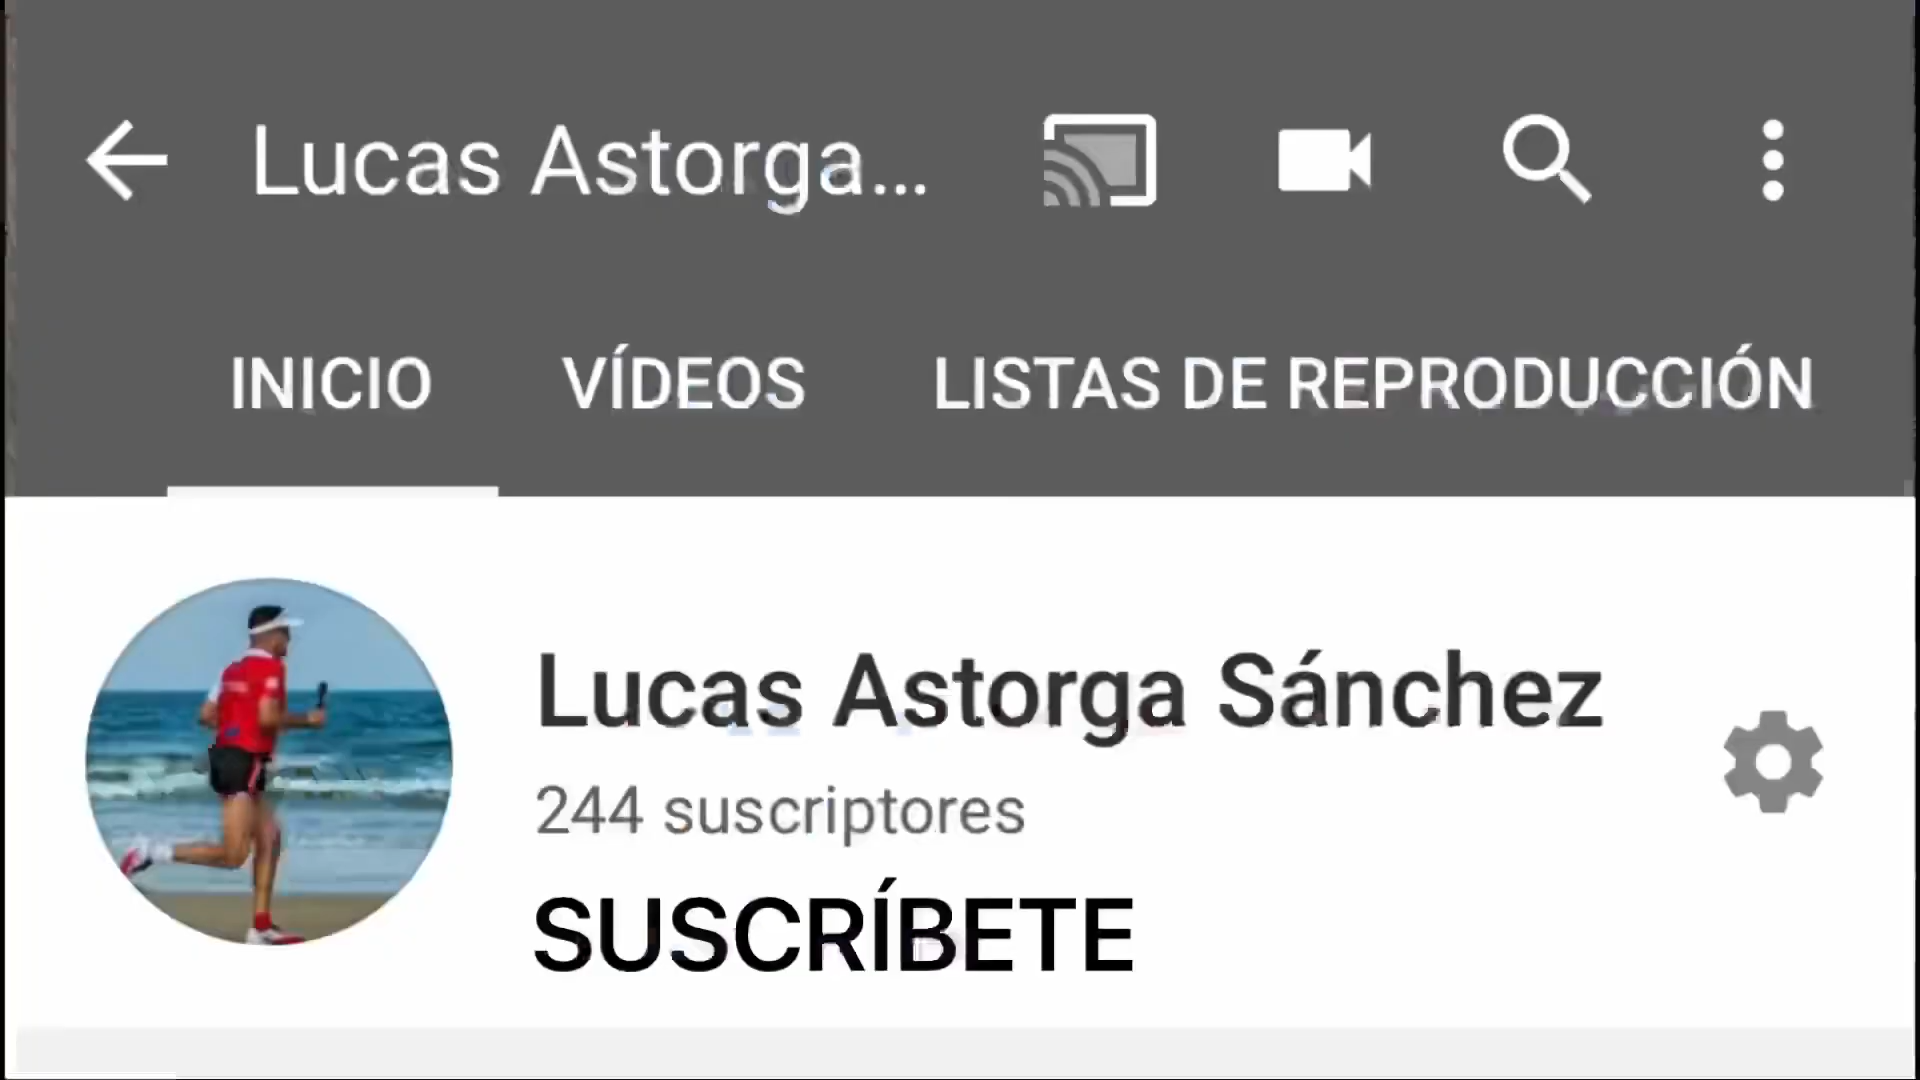 Lucas Astorga...
INICIO VÍDEOS LISTAS DE REPRODUCCIÓN
Lucas Astorga Sánchez
244 suscriptores
SUSCRÍBETE